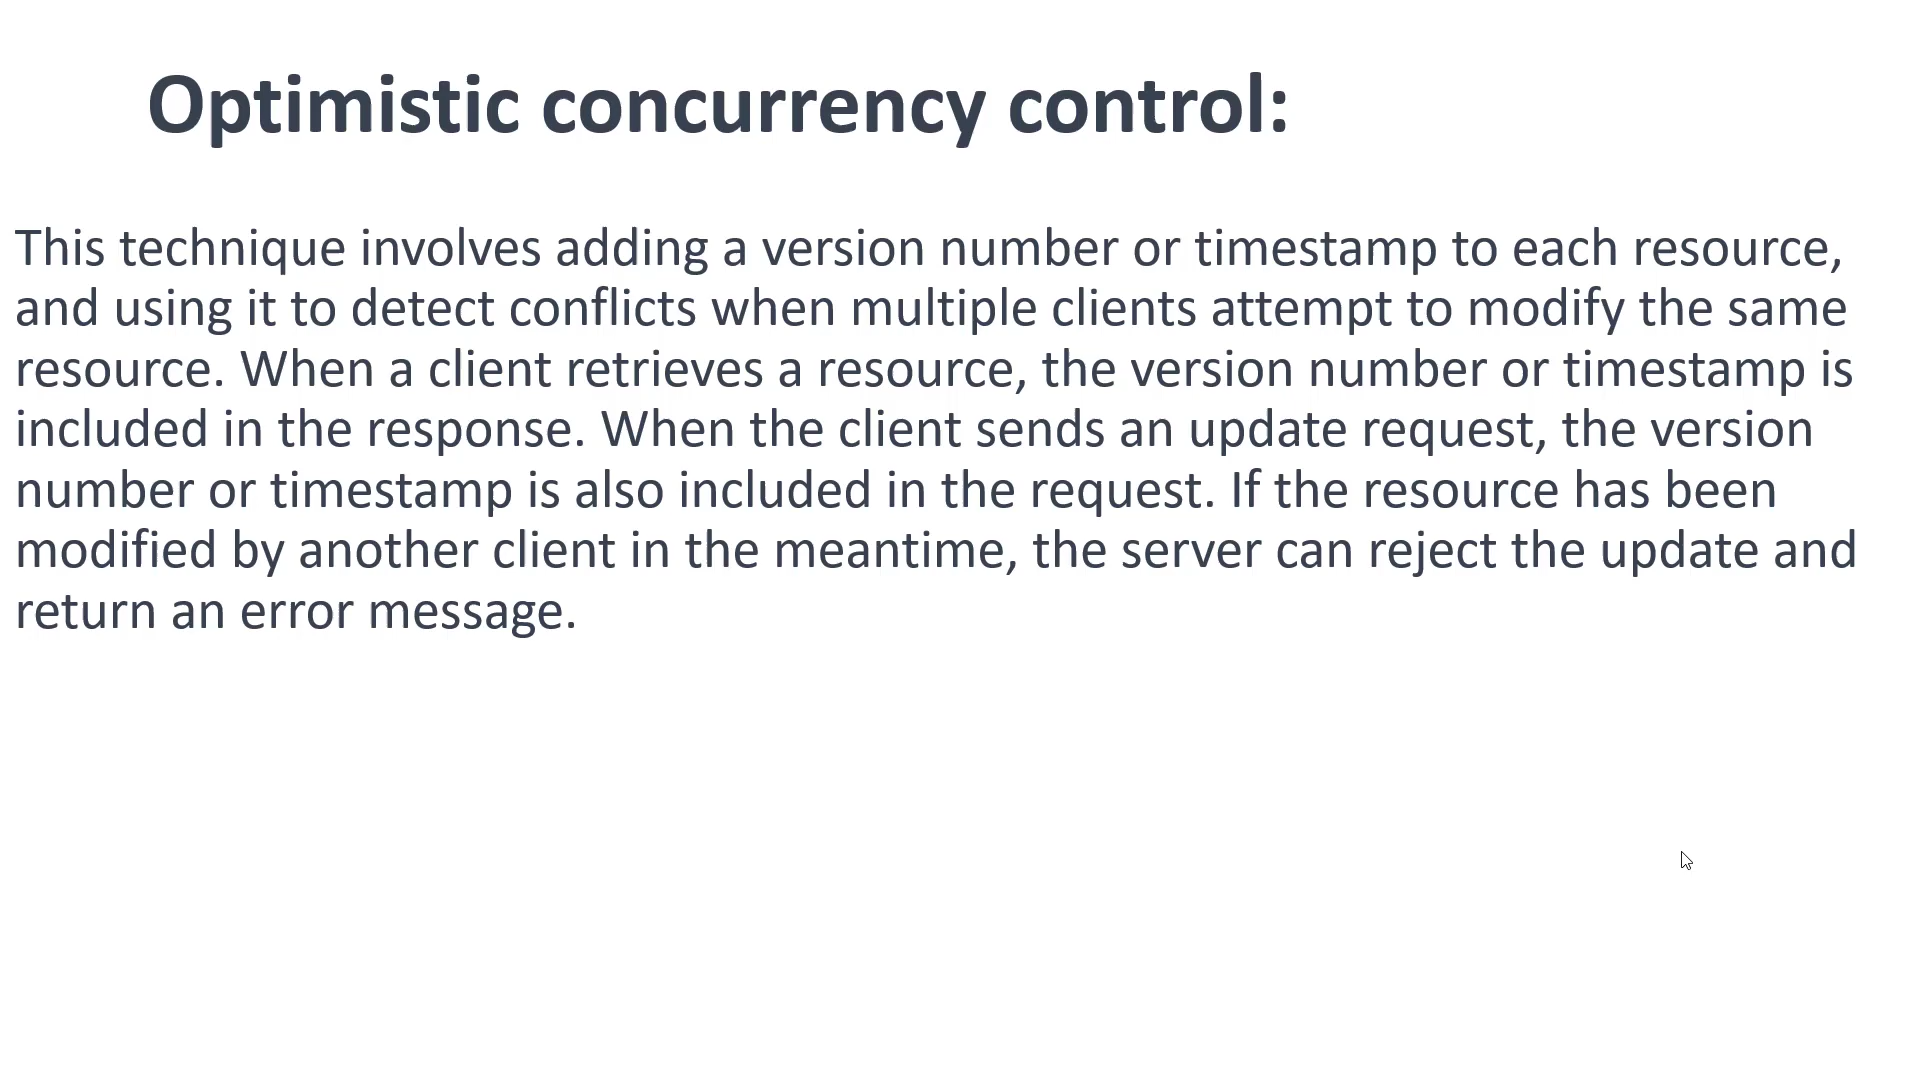 Optimistic concurrency control:
This technique involves adding a version number or timestamp to each resource,
and using it to detect conflicts when multiple clients attempt to modify the same
resource. When a client retrieves a resource, the version number or timestamp is
included in the response. When the client sends an update request, the version
number or timestamp is also included in the request. If the resource has been
modified by another client in the meantime, the server can reject the update and
return an error message.